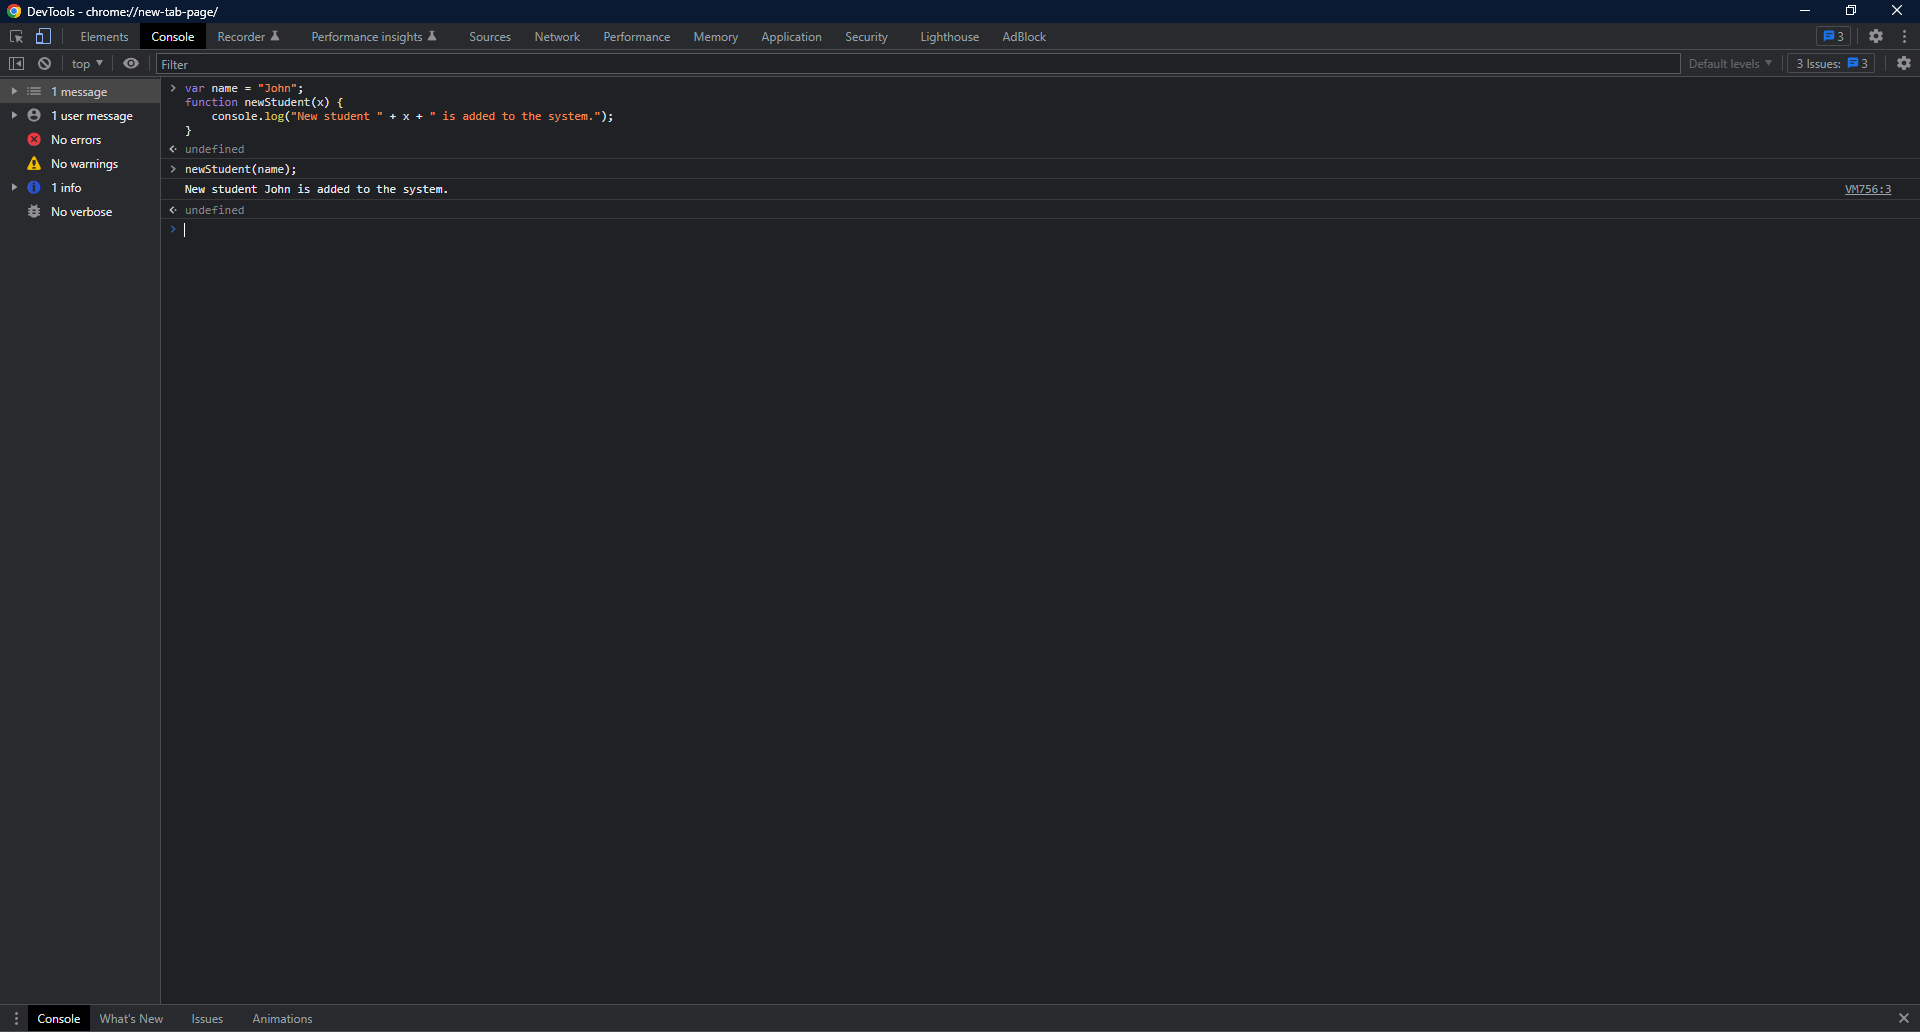 DevTools - chrome://new-tab-page/
Elements Console Recorder Performance insights Sources Network Performance Memory Application Security Lighthouse AdBlock 3
top Filter Default levels 3 Issues: 3
1 message
1 user message
No errors
No warnings
1 info
No verbose
var name = "John";
function newStudent(x) {
    console.log("New student " + x + " is added to the system.");
}
undefined
newStudent(name);
New student John is added to the system. VM756:3
undefined
Console What's New Issues Animations